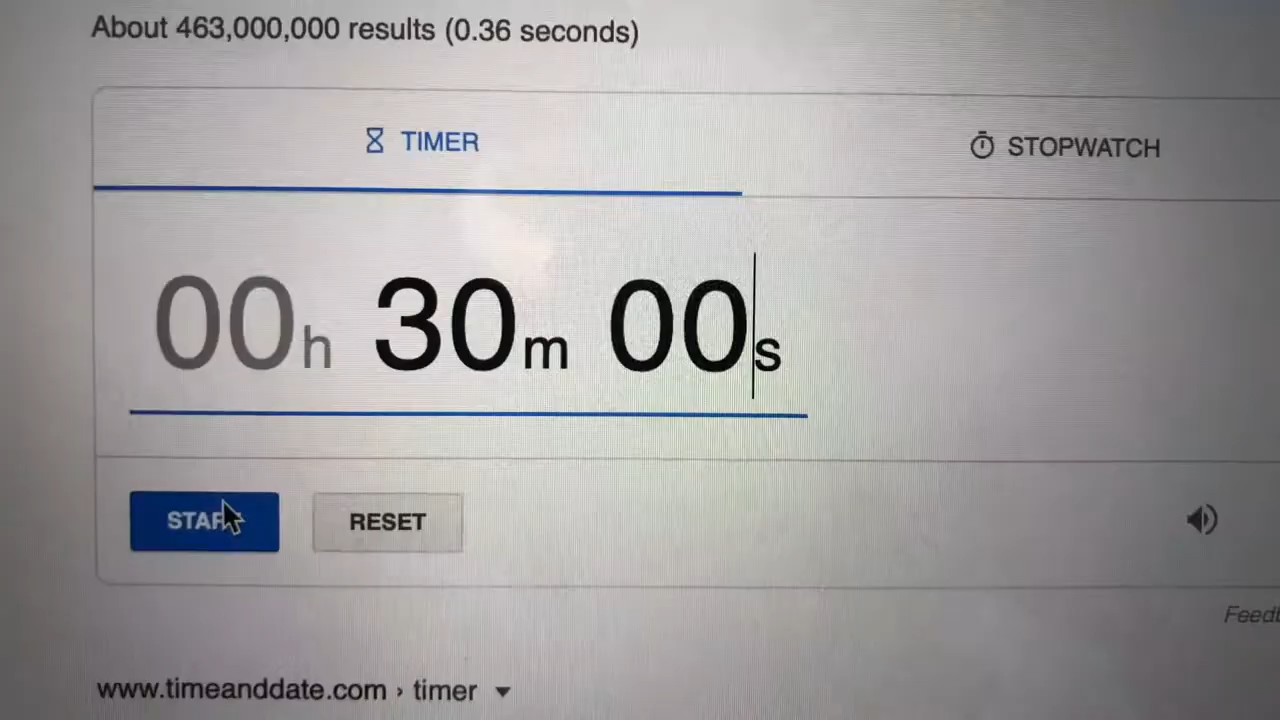 About 463,000,000 results (0.36 seconds)
TIMER
STOPWATCH
00h 30m 00s
RESET
www.timeanddate.com › timer